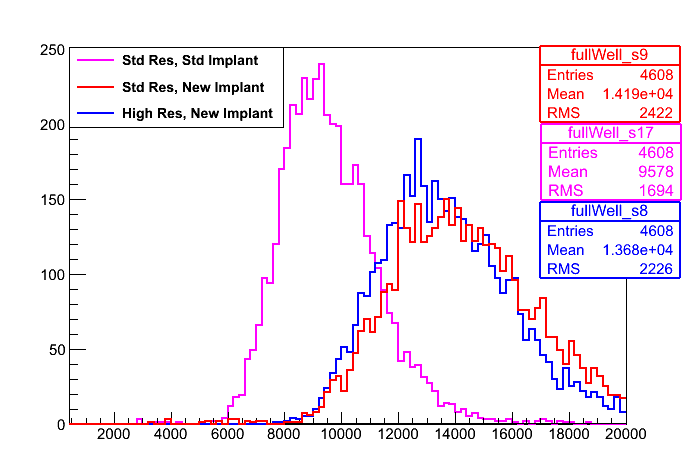 250
200
150
100
50
0
2000 4000 6000 8000 10000 12000 14000 16000 18000 20000
Std Res, Std Implant
Std Res, New Implant
High Res, New Implant
fullWell_s9
Entries 4608
Mean 1.419e+04
RMS 2422
fullWell_s17
Entries 4608
Mean 9578
RMS 1694
fullWell_s8
Entries 4608
Mean 1.368e+04
RMS 2226